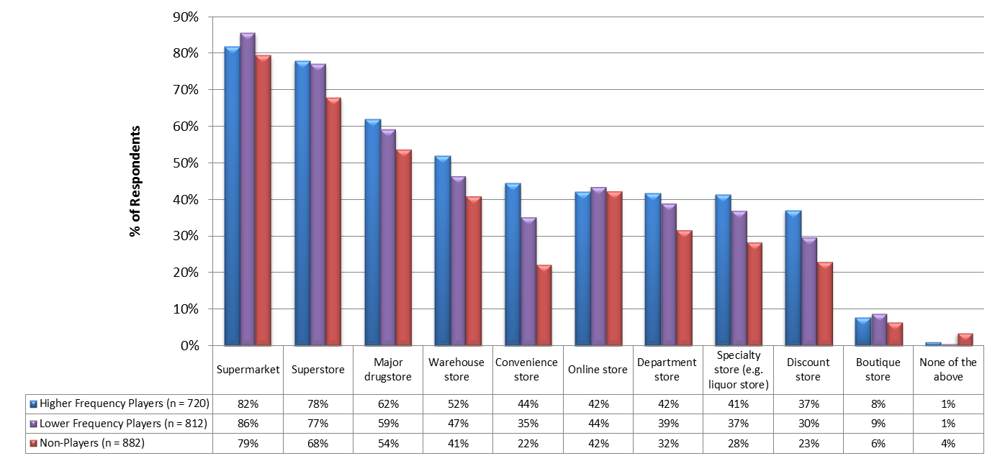 90%
80%
70%
60%
50%
40%
30%
20%
10%
0%
% of Respondents
Supermarket
Superstore
Major
drugstore
Warehouse
store
Convenience
store
Online store
Department
store
Specialty
store (e.g.
liquor store)
Discount
store
Boutique
store
None of the
above
Higher Frequency Players (n = 720) 82% 78% 62% 52% 44% 42% 42% 41% 37% 8% 1%
Lower Frequency Players (n = 812) 86% 77% 59% 47% 35% 44% 39% 37% 30% 9% 1%
Non-Players (n = 882) 79% 68% 54% 41% 22% 42% 32% 28% 23% 6% 4%